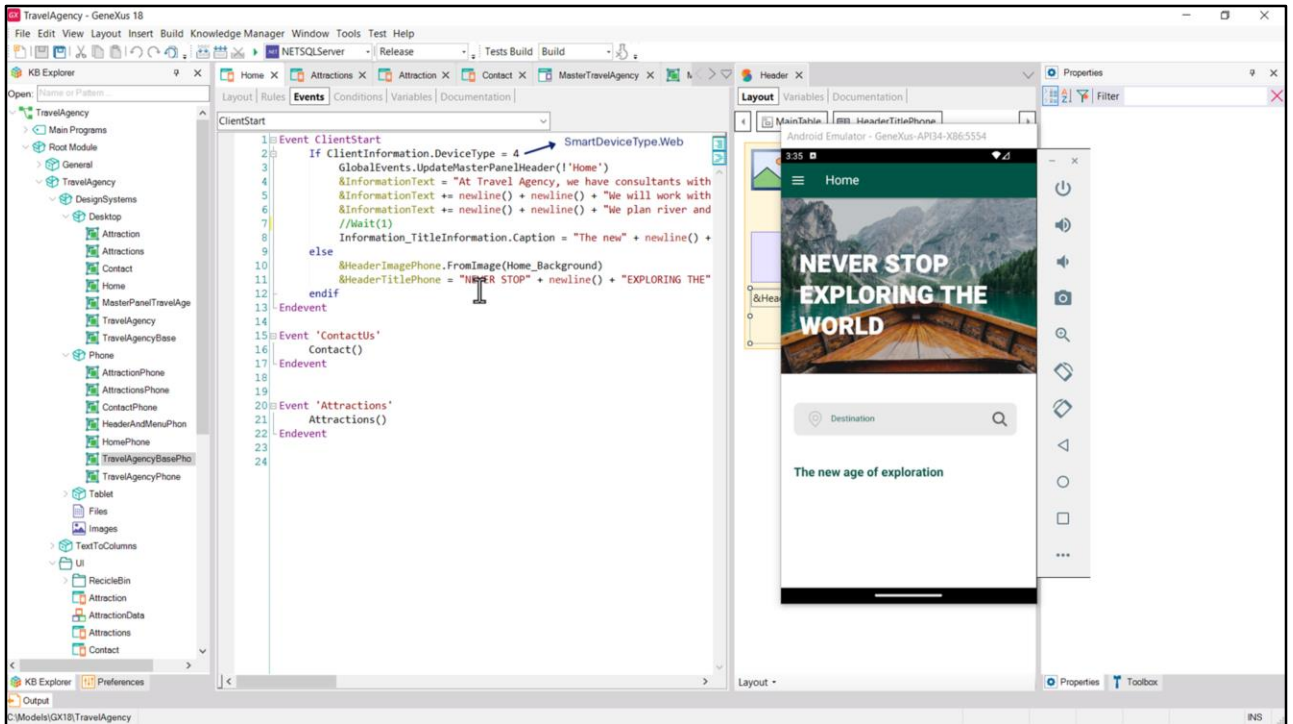 TravelAgency - GeneXus 18
File Edit View Layout Insert Build Knowledge Manager Window Tools Test Help
NETSQLServer Release Tests Build Build
KB Explorer
Open: Name or Pattern...
TravelAgency
Main Programs
Root Module
General
TravelAgency
DesignSystems
Desktop
Attraction
Attractions
Contact
Home
MasterPanelTravelAge
TravelAgency
TravelAgencyBase
Phone
AttractionPhone
AttractionsPhone
ContactPhone
HeaderAndMenuPhon
HomePhone
TravelAgencyBasePho
TravelAgencyPhone
Tablet
Files
Images
TextToColumns
UI
RecicleBin
Attraction
AttractionData
Attractions
Contact
KB Explorer Preferences
Output
C:\Models\GX18\TravelAgency
Home Attractions Attraction Contact MasterTravelAgency
Layout Rules Events Conditions Variables Documentation
ClientStart
1 Event ClientStart
2 If ClientInformation.DeviceType = 4 SmartDeviceType.Web
3 GlobalEvents.UpdateMasterPanelHeader(!'Home')
4 &InformationText = "At Travel Agency, we have consultants with
5 &InformationText += newline() + newline() + "We will work with
6 &InformationText += newline() + newline() + "We plan river and
7 //Wait(1)
8 Information_TitleInformation.Caption = "The new" + newline() +
9 else
10 &HeaderImagePhone.FromImage(Home_Background)
11 &HeaderTitlePhone = "NEVER STOP" + newline() + "EXPLORING THE"
12 endif
13 Endevent
14
15 Event 'ContactUs'
16 Contact()
17 Endevent
18
19
20 Event 'Attractions'
21 Attractions()
22 Endevent
23
24
Header
Layout Variables Documentation
MainTable HeaderTitlePhone
&Hea
Layout
Android Emulator - GeneXus-API34-X86:5554
3:35
Home
NEVER STOP
EXPLORING THE
WORLD
Destination
The new age of exploration
Properties
Filter
Properties Toolbox
INS